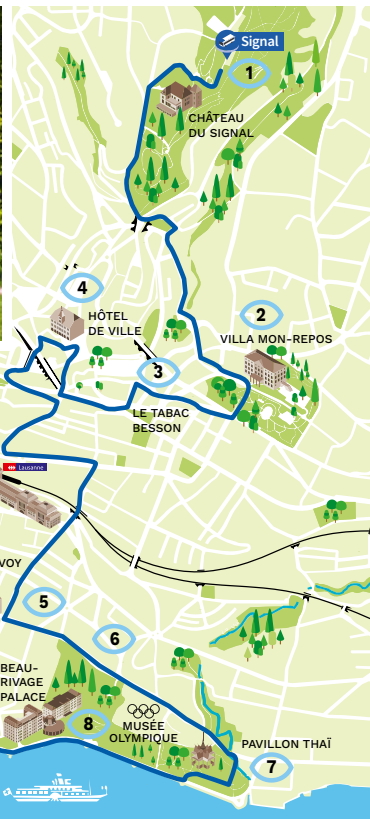 Signal
1
CHÂTEAU
DU SIGNAL
4
HÔTEL
DE VILLE
2
VILLA MON-REPOS
3
LE TABAC
BESSON
Lausanne
VOY
5
6
BEAU-
RIVAGE
PALACE
8
MUSÉE
OLYMPIQUE
PAVILLON THAÏ
7